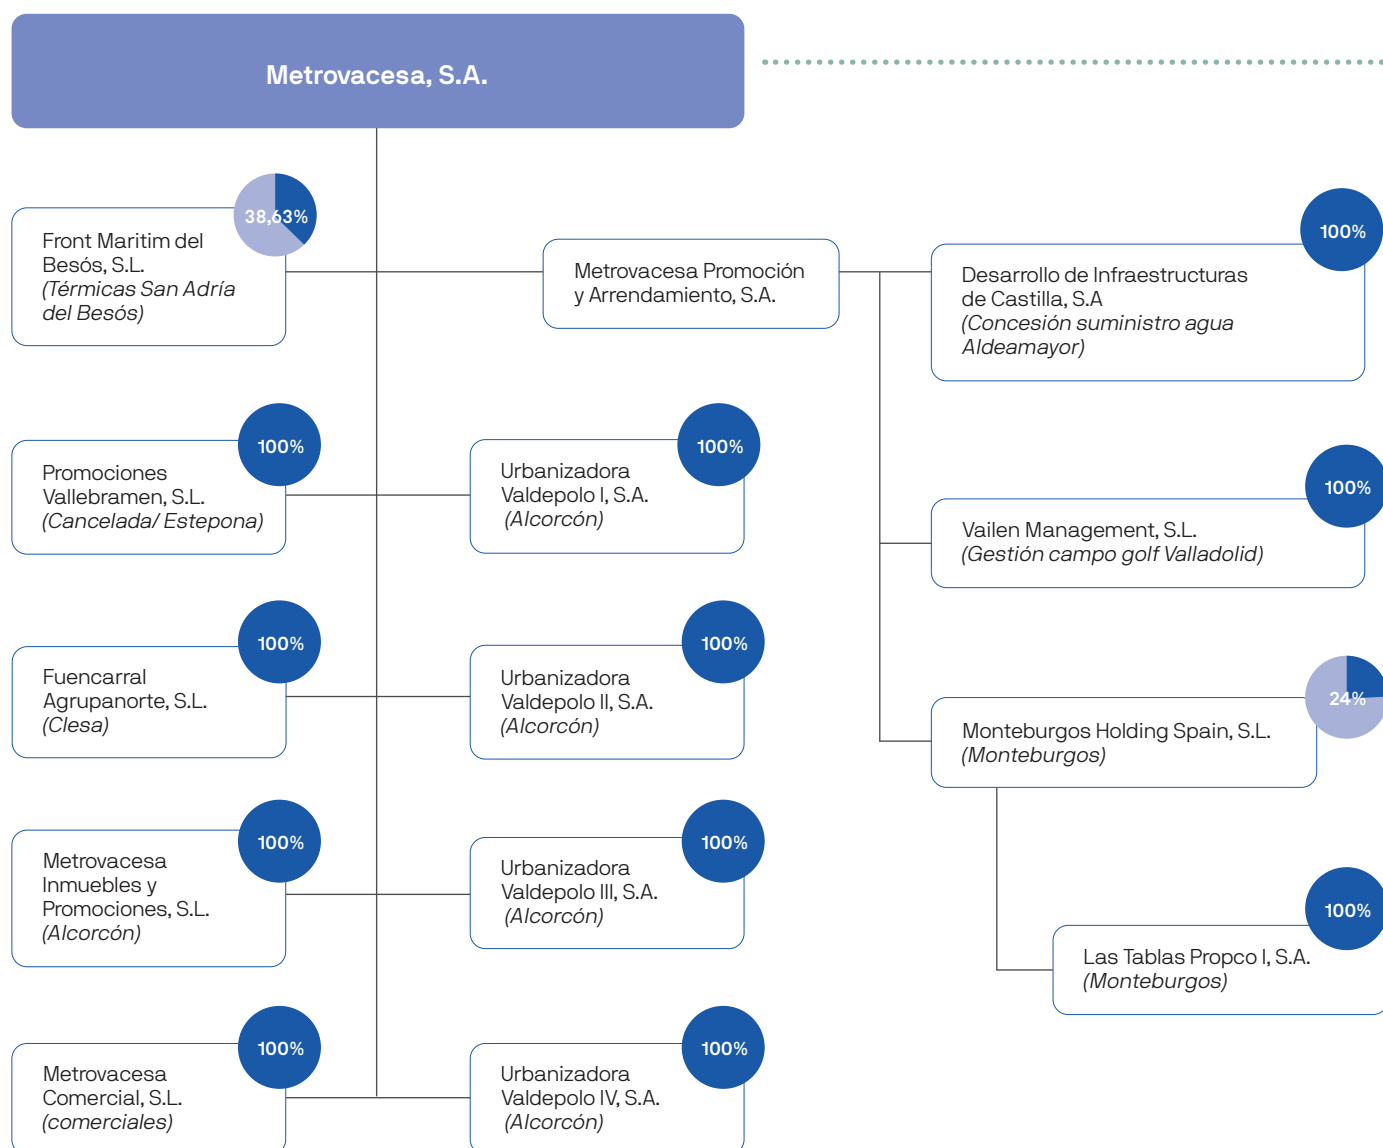 Metrovacesa, S.A.
38,63%
Front Maritim del
Besós, S.L.
(Térmicas San Adría
del Besós)
Metrovacesa Promoción
y Arrendamiento, S.A.
100%
Desarrollo de Infraestructuras
de Castilla, S.A
(Concesión suministro agua
Aldeamayor)
100%
Promociones
Vallebramen, S.L.
(Cancelada/ Estepona)
100%
Urbanizadora
Valdepolo I, S.A.
(Alcorcón)
100%
Vailen Management, S.L.
(Gestión campo golf Valladolid)
100%
Fuencarral
Agrupanorte, S.L.
(Clesa)
100%
Urbanizadora
Valdepolo II, S.A.
(Alcorcón)
24%
Monteburgos Holding Spain, S.L.
(Monteburgos)
100%
Metrovacesa
Inmuebles y
Promociones, S.L.
(Alcorcón)
100%
Urbanizadora
Valdepolo III, S.A.
(Alcorcón)
100%
Las Tablas Propco I, S.A.
(Monteburgos)
100%
Metrovacesa
Comercial, S.L.
(comerciales)
100%
Urbanizadora
Valdepolo IV, S.A.
(Alcorcón)